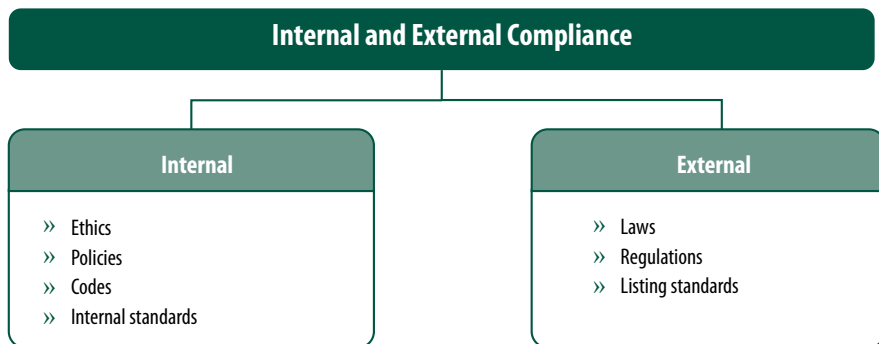 Internal and External Compliance
Internal
» Ethics
» Policies
» Codes
» Internal standards
External
» Laws
» Regulations
» Listing standards